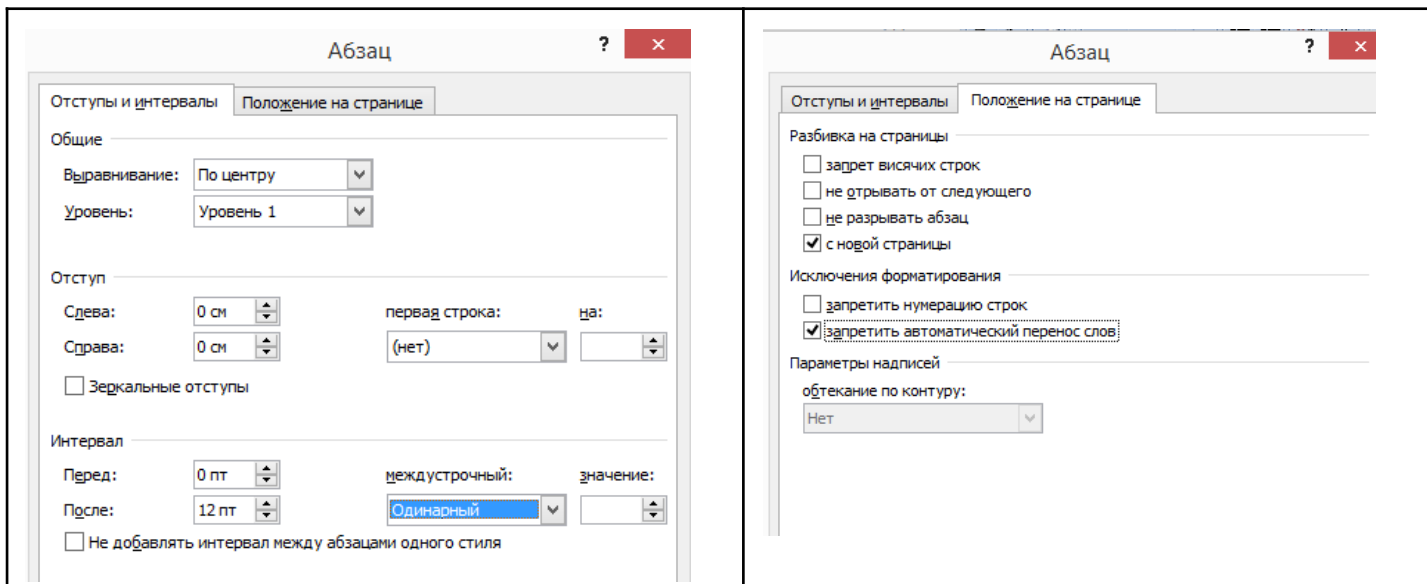 Абзац ? ×
Отступы и интервалы Положение на странице
Общие
Выравнивание: По центру
Уровень: Уровень 1
Отступ
Слева: 0 см первая строка: на:
Справа: 0 см (нет)
Зеркальные отступы
Интервал
Перед: 0 пт междустрочный: значение:
После: 12 пт Одинарный
Не добавлять интервал между абзацами одного стиля
Абзац ? ×
Отступы и интервалы Положение на странице
Разбивка на страницы
запрет висячих строк
не отрывать от следующего
не разрывать абзац
с новой страницы
Исключения форматирования
запретить нумерацию строк
запретить автоматический перенос слов
Параметры надписей
обтекание по контуру:
Нет